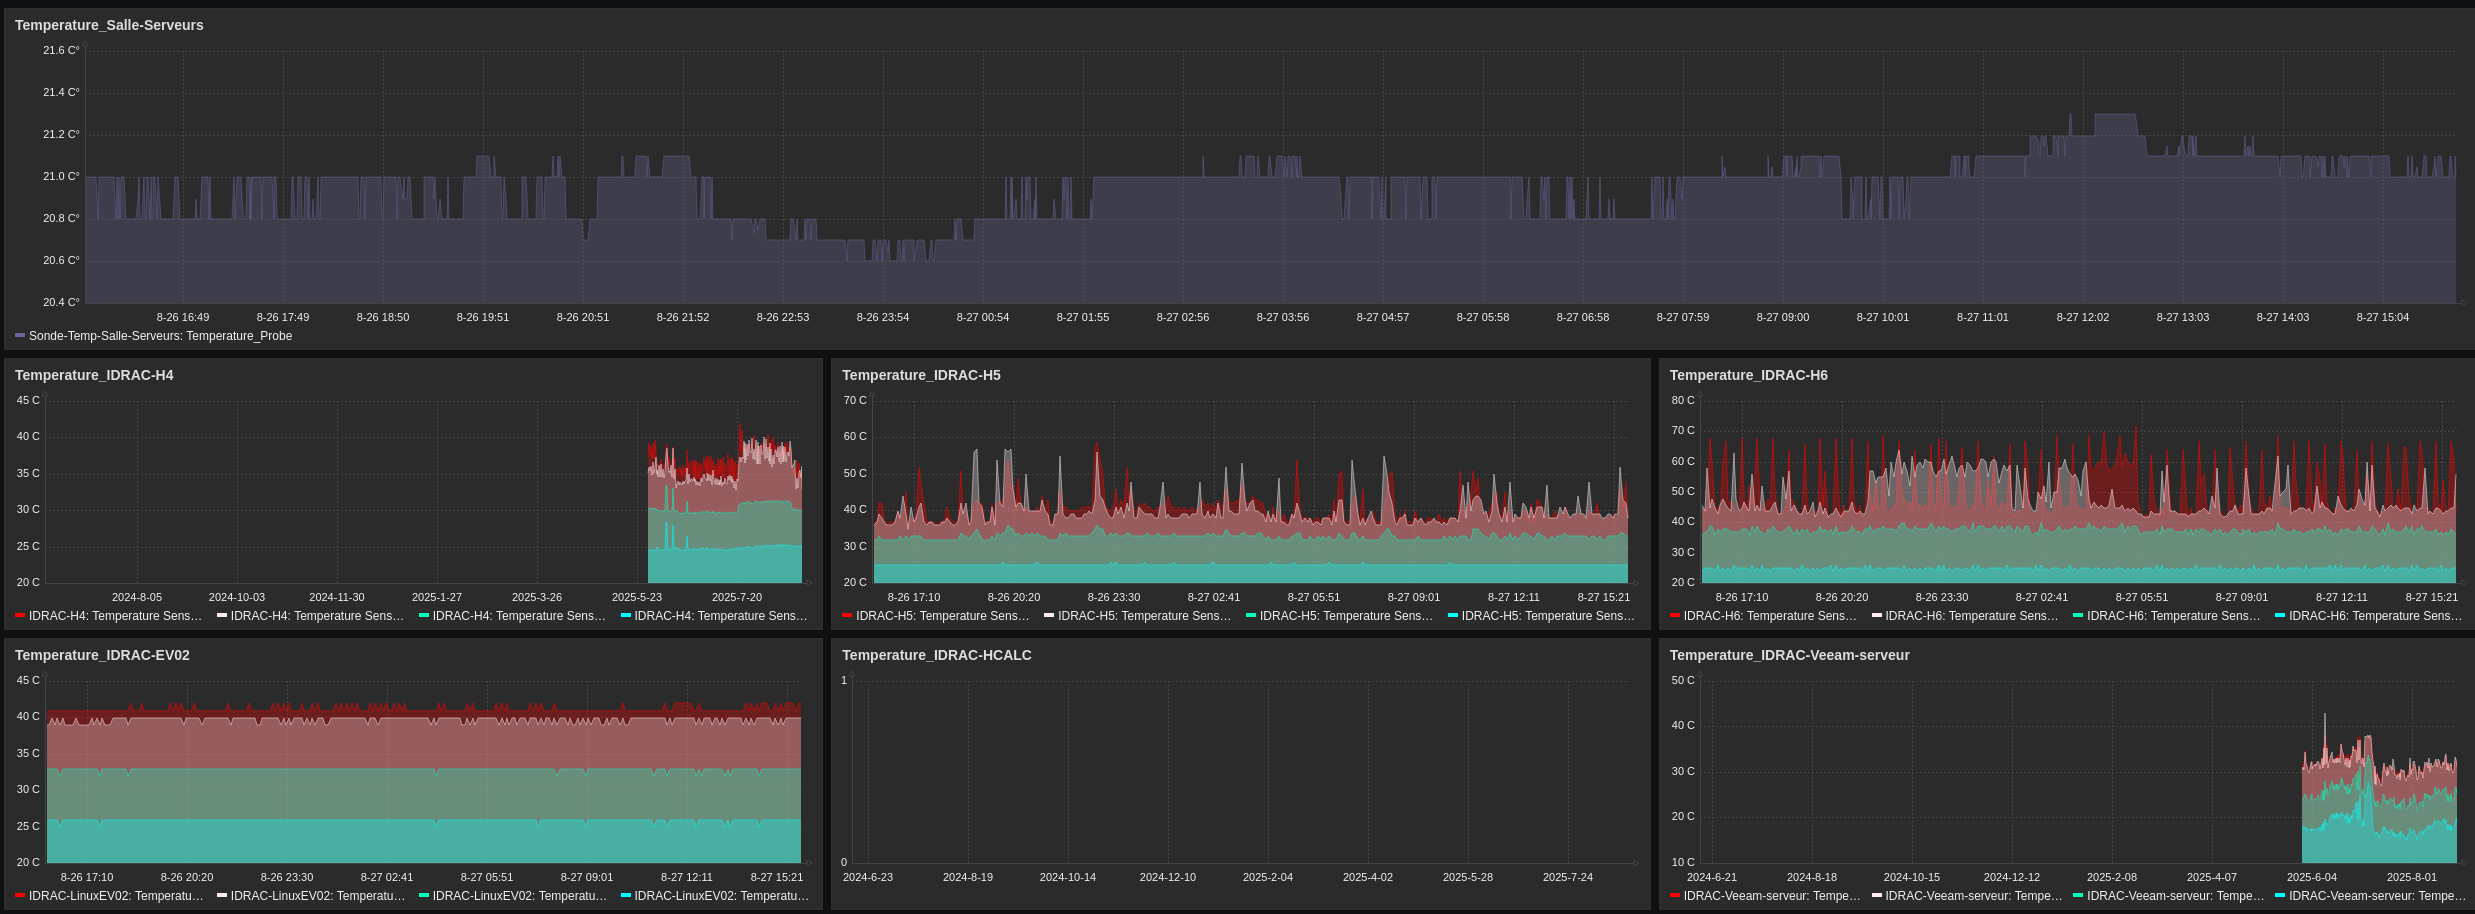 Temperature_Salle-Serveurs
21.6 C°
21.4 C°
21.2 C°
21.0 C°
20.8 C°
20.6 C°
20.4 C°
8-26 16:49 8-26 17:49 8-26 18:50 8-26 19:51 8-26 20:51 8-26 21:52 8-26 22:53 8-26 23:54 8-27 00:54 8-27 01:55 8-27 02:56 8-27 03:56 8-27 04:57 8-27 05:58 8-27 06:58 8-27 07:59 8-27 09:00 8-27 10:01 8-27 11:01 8-27 12:02 8-27 13:03 8-27 14:03 8-27 15:04
Sonde-Temp-Salle-Serveurs: Temperature_Probe
Temperature_IDRAC-H4
45 C
40 C
35 C
30 C
25 C
20 C
2024-8-05 2024-10-03 2024-11-30 2025-1-27 2025-3-26 2025-5-23 2025-7-20
IDRAC-H4: Temperature Sens... IDRAC-H4: Temperature Sens... IDRAC-H4: Temperature Sens... IDRAC-H4: Temperature Sens...
Temperature_IDRAC-H5
70 C
60 C
50 C
40 C
30 C
20 C
8-26 17:10 8-26 20:20 8-26 23:30 8-27 02:41 8-27 05:51 8-27 09:01 8-27 12:11 8-27 15:21
IDRAC-H5: Temperature Sens... IDRAC-H5: Temperature Sens... IDRAC-H5: Temperature Sens... IDRAC-H5: Temperature Sens...
Temperature_IDRAC-H6
80 C
70 C
60 C
50 C
40 C
30 C
20 C
8-26 17:10 8-26 20:20 8-26 23:30 8-27 02:41 8-27 05:51 8-27 09:01 8-27 12:11 8-27 15:21
IDRAC-H6: Temperature Sens... IDRAC-H6: Temperature Sens... IDRAC-H6: Temperature Sens... IDRAC-H6: Temperature Sens...
Temperature_IDRAC-EV02
45 C
40 C
35 C
30 C
25 C
20 C
8-26 17:10 8-26 20:20 8-26 23:30 8-27 02:41 8-27 05:51 8-27 09:01 8-27 12:11 8-27 15:21
IDRAC-LinuxEV02: Temperatu... IDRAC-LinuxEV02: Temperatu... IDRAC-LinuxEV02: Temperatu... IDRAC-LinuxEV02: Temperatu...
Temperature_IDRAC-HCALC
1
0
2024-6-23 2024-8-19 2024-10-14 2024-12-10 2025-2-04 2025-4-02 2025-5-28 2025-7-24
Temperature_IDRAC-Veeam-serveur
50 C
40 C
30 C
20 C
10 C
2024-6-21 2024-8-18 2024-10-15 2024-12-12 2025-2-08 2025-4-07 2025-6-04 2025-8-01
IDRAC-Veeam-serveur: Tempe... IDRAC-Veeam-serveur: Tempe... IDRAC-Veeam-serveur: Tempe... IDRAC-Veeam-serveur: Tempe...